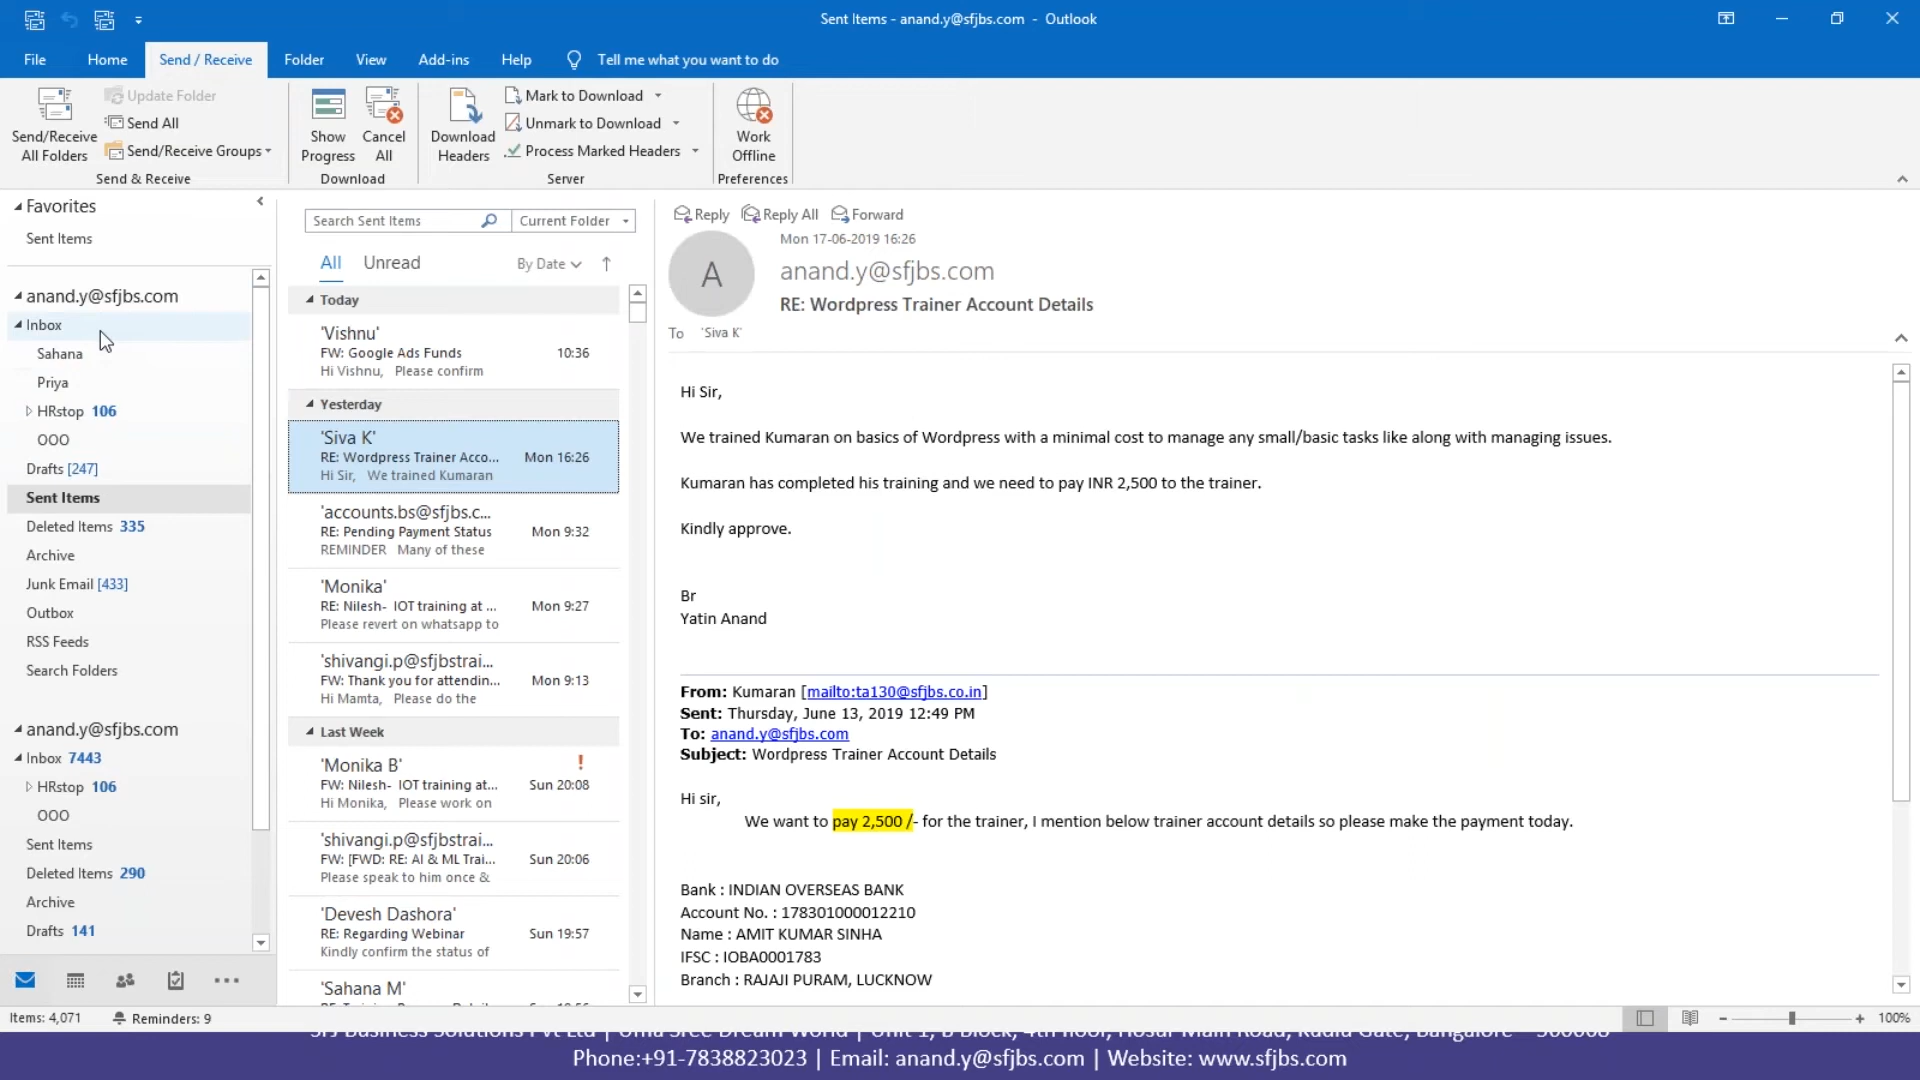 Sent Items - anand.y@sfjbs.com - Outlook
File Home Send / Receive Folder View Add-ins Help Tell me what you want to do
Send/Receive All Folders
Update Folder
Send All
Send/Receive Groups
Send & Receive
Show Progress
Cancel All
Download
Download Headers
Mark to Download
Unmark to Download
Process Marked Headers
Server
Work Offline
Preferences
Favorites
Sent Items
anand.y@sfjbs.com
Inbox
Sahana
Priya
HRstop 106
OOO
Drafts [247]
Sent Items
Deleted Items 335
Archive
Junk Email [433]
Outbox
RSS Feeds
Search Folders
anand.y@sfjbs.com
Inbox 7443
HRstop 106
OOO
Sent Items
Deleted Items 290
Archive
Drafts 141
Search Sent Items Current Folder
All Unread By Date
Today
'Vishnu'
FW: Google Ads Funds 10:36
Hi Vishnu, Please confirm
Yesterday
'Siva K'
RE: Wordpress Trainer Acco... Mon 16:26
Hi Sir, We trained Kumaran
'accounts.bs@sfjbs.c...
RE: Pending Payment Status Mon 9:32
REMINDER Many of these
'Monika'
RE: Nilesh- IOT training at ... Mon 9:27
Please revert on whatsapp to
'shivangi.p@sfjbstrai...
FW: Thank you for attendin... Mon 9:13
Hi Mamta, Please do the
Last Week
'Monika B' !
FW: Nilesh- IOT training at... Sun 20:08
Hi Monika, Please work on
'shivangi.p@sfjbstrai...
FW: [FWD: RE: AI & ML Trai... Sun 20:06
Please speak to him once &
'Devesh Dashora'
RE: Regarding Webinar Sun 19:57
Kindly confirm the status of
'Sahana M'
Reply Reply All Forward
Mon 17-06-2019 16:26
A
anand.y@sfjbs.com
RE: Wordpress Trainer Account Details
To 'Siva K'
Hi Sir,
We trained Kumaran on basics of Wordpress with a minimal cost to manage any small/basic tasks like along with managing issues.
Kumaran has completed his training and we need to pay INR 2,500 to the trainer.
Kindly approve.
Br
Yatin Anand
From: Kumaran [mailto:ta130@sfjbs.co.in]
Sent: Thursday, June 13, 2019 12:49 PM
To: anand.y@sfjbs.com
Subject: Wordpress Trainer Account Details
Hi sir,
We want to pay 2,500 /- for the trainer, I mention below trainer account details so please make the payment today.
Bank : INDIAN OVERSEAS BANK
Account No. : 178301000012210
Name : AMIT KUMAR SINHA
IFSC : IOBA0001783
Branch : RAJAJI PURAM, LUCKNOW
Items: 4,071 Reminders: 9 100%
Phone:+91-7838823023 | Email: anand.y@sfjbs.com | Website: www.sfjbs.com